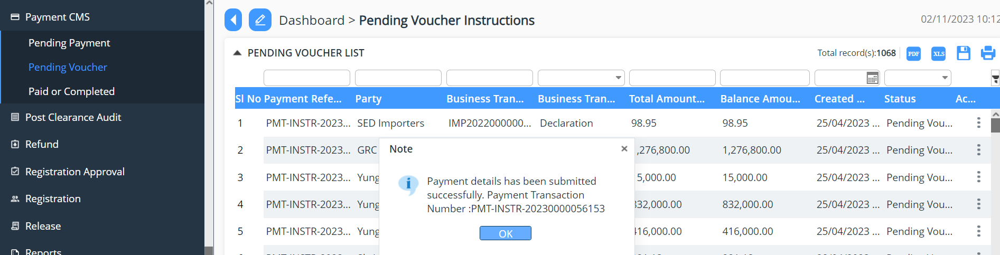 Payment CMS
Pending Payment
Pending Voucher
Paid or Completed
Post Clearance Audit
Refund
Registration Approval
Registration
Release
Reports
Dashboard > Pending Voucher Instructions
02/11/2023 10:12
PENDING VOUCHER LIST
Total record(s):1068
PDF
XLS
Sl No Payment Refe... Party Business Tran... Business Tran... Total Amount... Balance Amou... Created ... Status Ac...
1 PMT-INSTR-2023... SED Importers IMP2022000000... Declaration 98.95 98.95 25/04/2023 ... Pending Vou...
2 PMT-INSTR-2023... GRC ,276,800.00 1,276,800.00 25/04/2023 ... Pending Vou...
3 PMT-INSTR-2023... Yung 5,000.00 15,000.00 25/04/2023 ... Pending Vou...
4 PMT-INSTR-2023... Yung 832,000.00 832,000.00 25/04/2023 ... Pending Vou...
5 PMT-INSTR-2023... Yung 416,000.00 416,000.00 25/04/2023 ... Pending Vou...
Note
Payment details has been submitted
successfully. Payment Transaction
Number :PMT-INSTR-20230000056153
OK